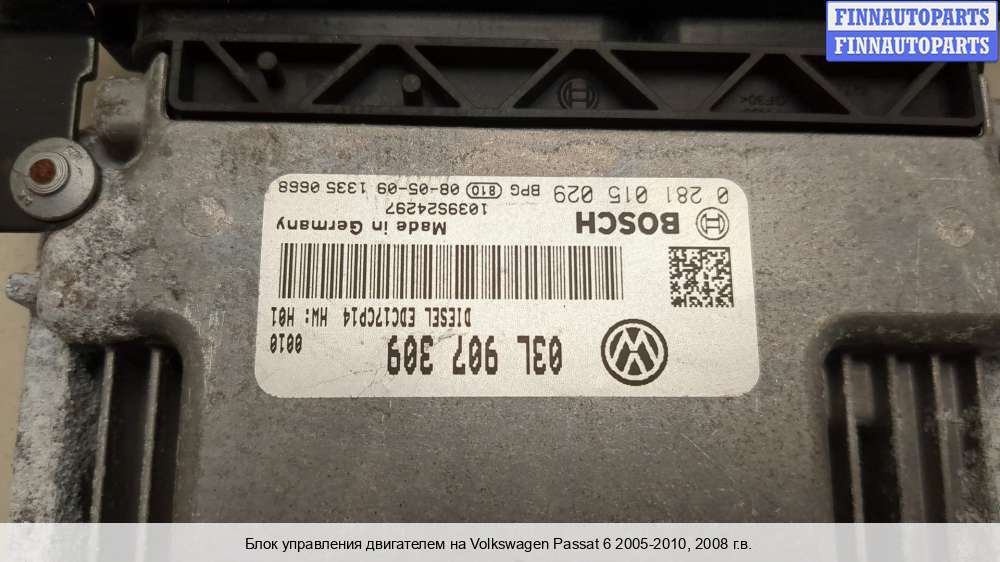 FINNAUTOPARTS
FINNAUTOPARTS
03L 907 309
0010
DIESEL EDC17CP14 HW: H01
BOSCH
Made in Germany
1039S24297
0 281 015 029 BPG 810 08-05-09 1335 0668
Блок управления двигателем на Volkswagen Passat 6 2005-2010, 2008 г.в.